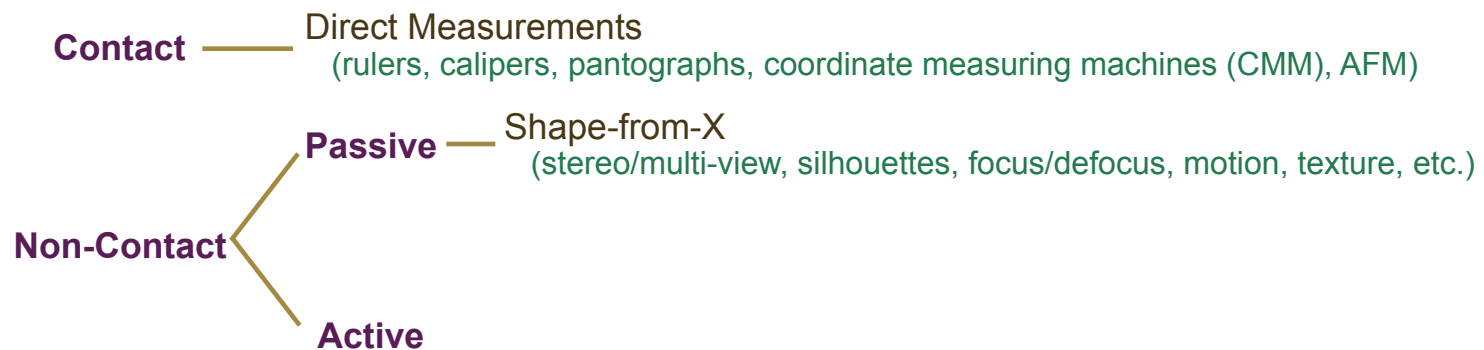 Contact
Direct Measurements
(rulers, calipers, pantographs, coordinate measuring machines (CMM), AFM)
Passive
Shape-from-X
(stereo/multi-view, silhouettes, focus/defocus, motion, texture, etc.)
Non-Contact
Active